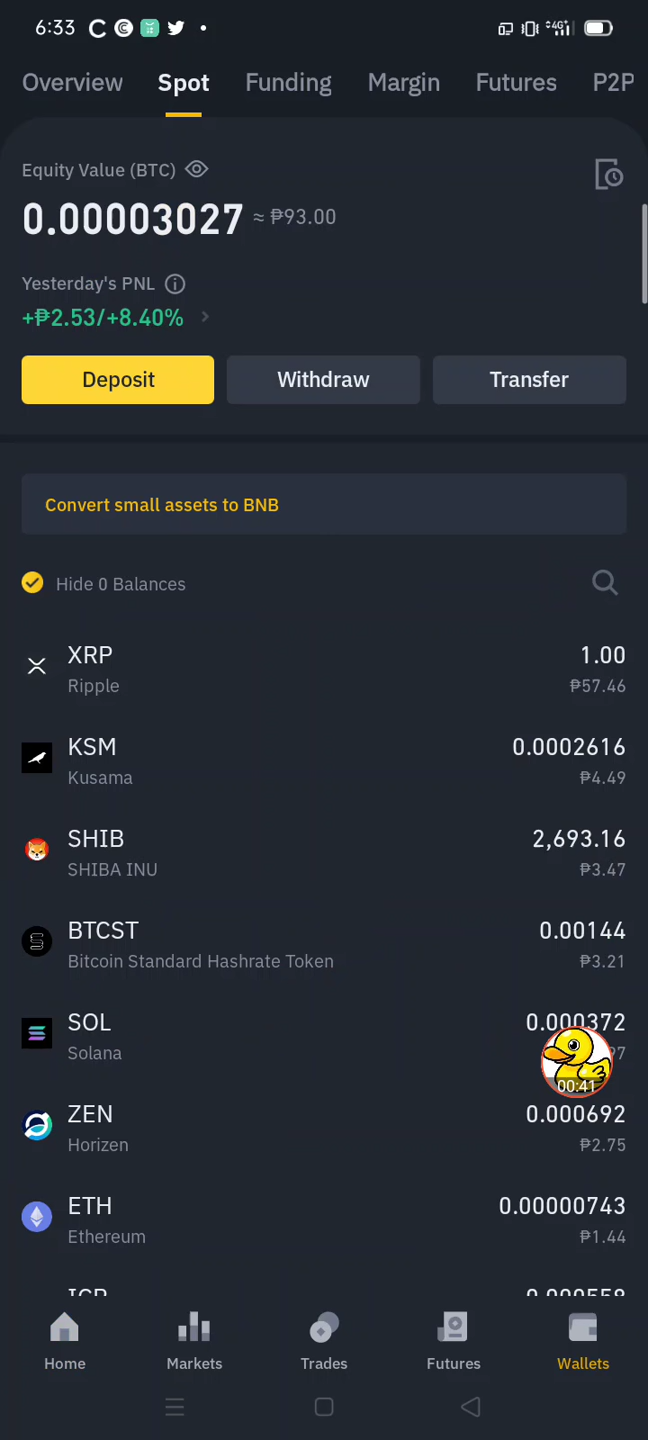 6:33
4G+
Overview Spot Funding Margin Futures P2P
Equity Value (BTC)
0.00003027 ≈ ₱93.00
Yesterday's PNL
+₱2.53/+8.40%
Deposit Withdraw Transfer
Convert small assets to BNB
Hide 0 Balances
XRP 1.00
Ripple ₱57.46
KSM 0.0002616
Kusama ₱4.49
SHIB 2,693.16
SHIBA INU ₱3.47
BTCST 0.00144
Bitcoin Standard Hashrate Token ₱3.21
SOL 0.000372
Solana
00:41
ZEN 0.000692
Horizen ₱2.75
ETH 0.00000743
Ethereum ₱1.44
Home Markets Trades Futures Wallets